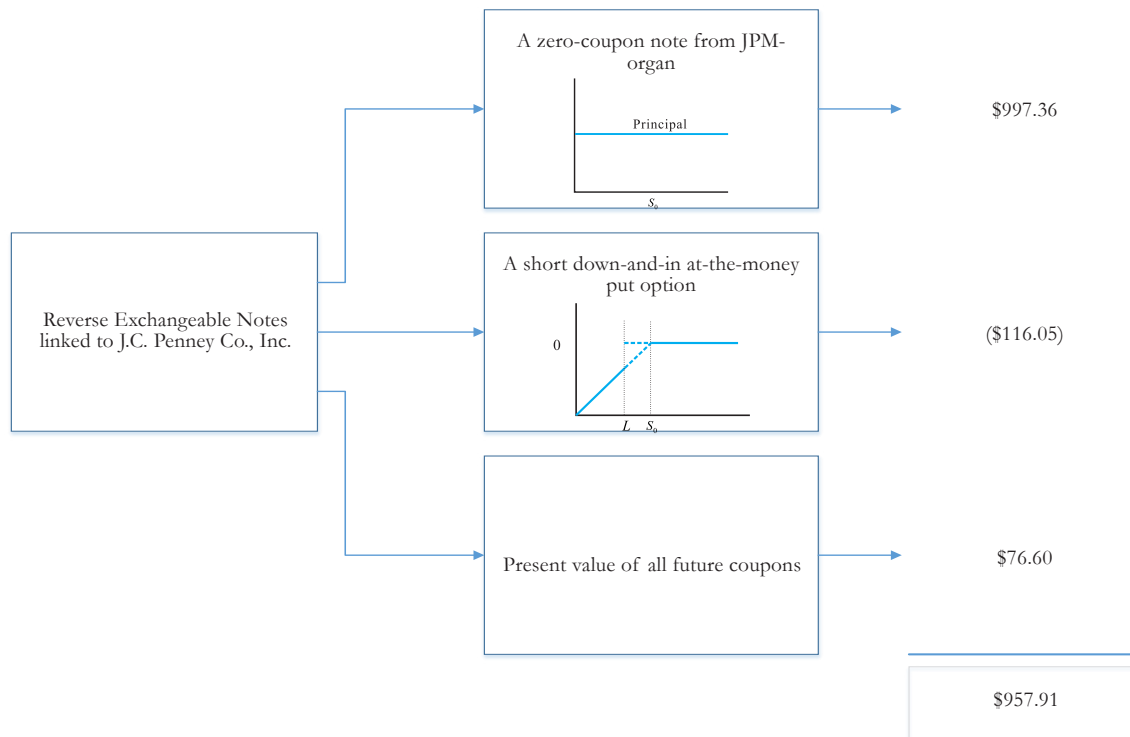 A zero-coupon note from JPM-
organ
Principal
S₀
$997.36
Reverse Exchangeable Notes
linked to J.C. Penney Co., Inc.
A short down-and-in at-the-money
put option
0
L S₀
($116.05)
Present value of all future coupons
$76.60
$957.91